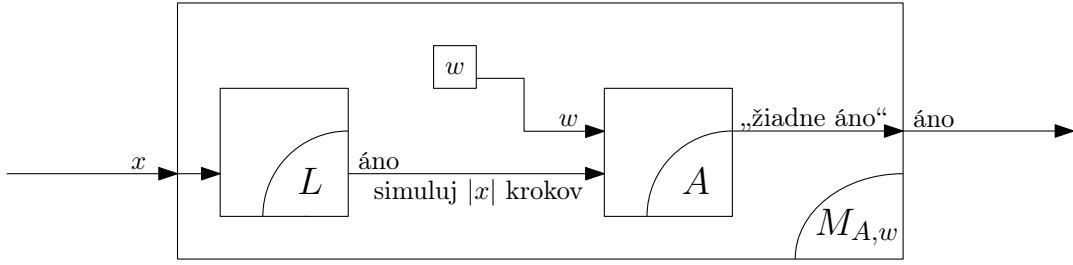 w
w
„žiadne áno“
áno
x
áno
L
simuluj |x| krokov
A
M_{A,w}